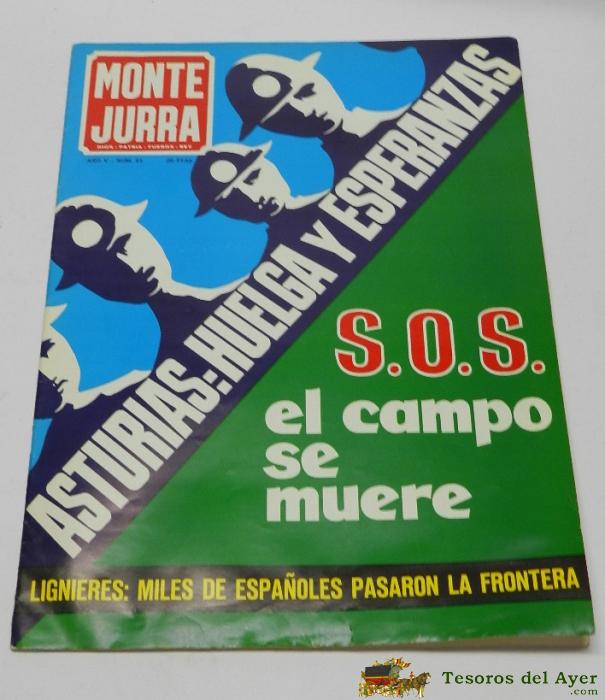 MONTE
JURRA
DIOS - PATRIA - FUEROS - REY
ASTURIAS: HUELGA Y ESPERANZAS
S.O.S.
el campo
se
muere
LIGNIERES: MILES DE ESPAÑOLES PASARON LA FRONTERA
Tesoros del Ayer
.com